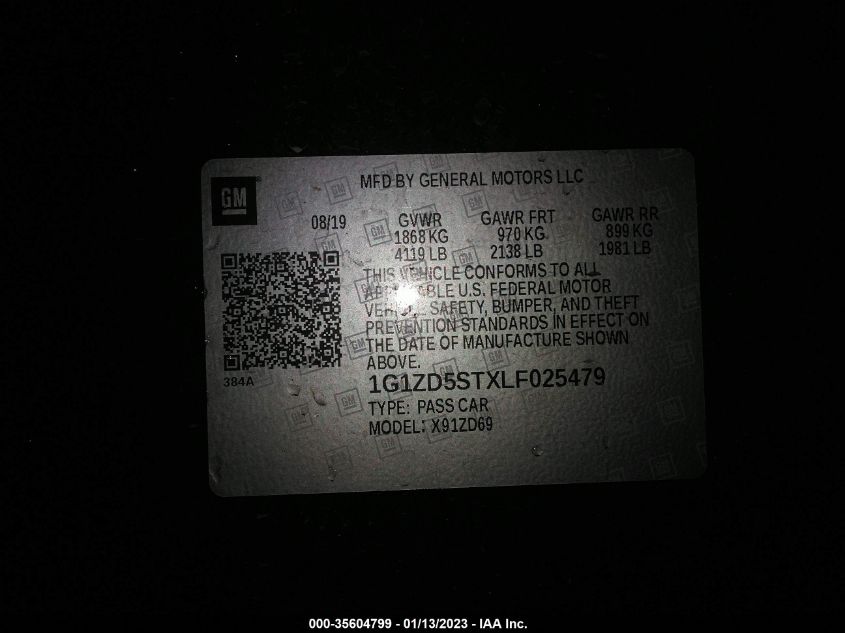 MFD BY GENERAL MOTORS LLC
GM
08/19 GVWR GAWR FRT GAWR RR
1868 KG 970 KG 899 KG
4119 LB 2138 LB 1981 LB
THIS VEHICLE CONFORMS TO ALL
U.S. FEDERAL MOTOR
SAFETY, BUMPER, AND THEFT
PREVENTION STANDARDS IN EFFECT ON
THE DATE OF MANUFACTURE SHOWN
ABOVE.
384A
1G1ZD5STXLF025479
TYPE: PASS CAR
MODEL: X91ZD69
000-35604799 - 01/13/2023 - IAA Inc.